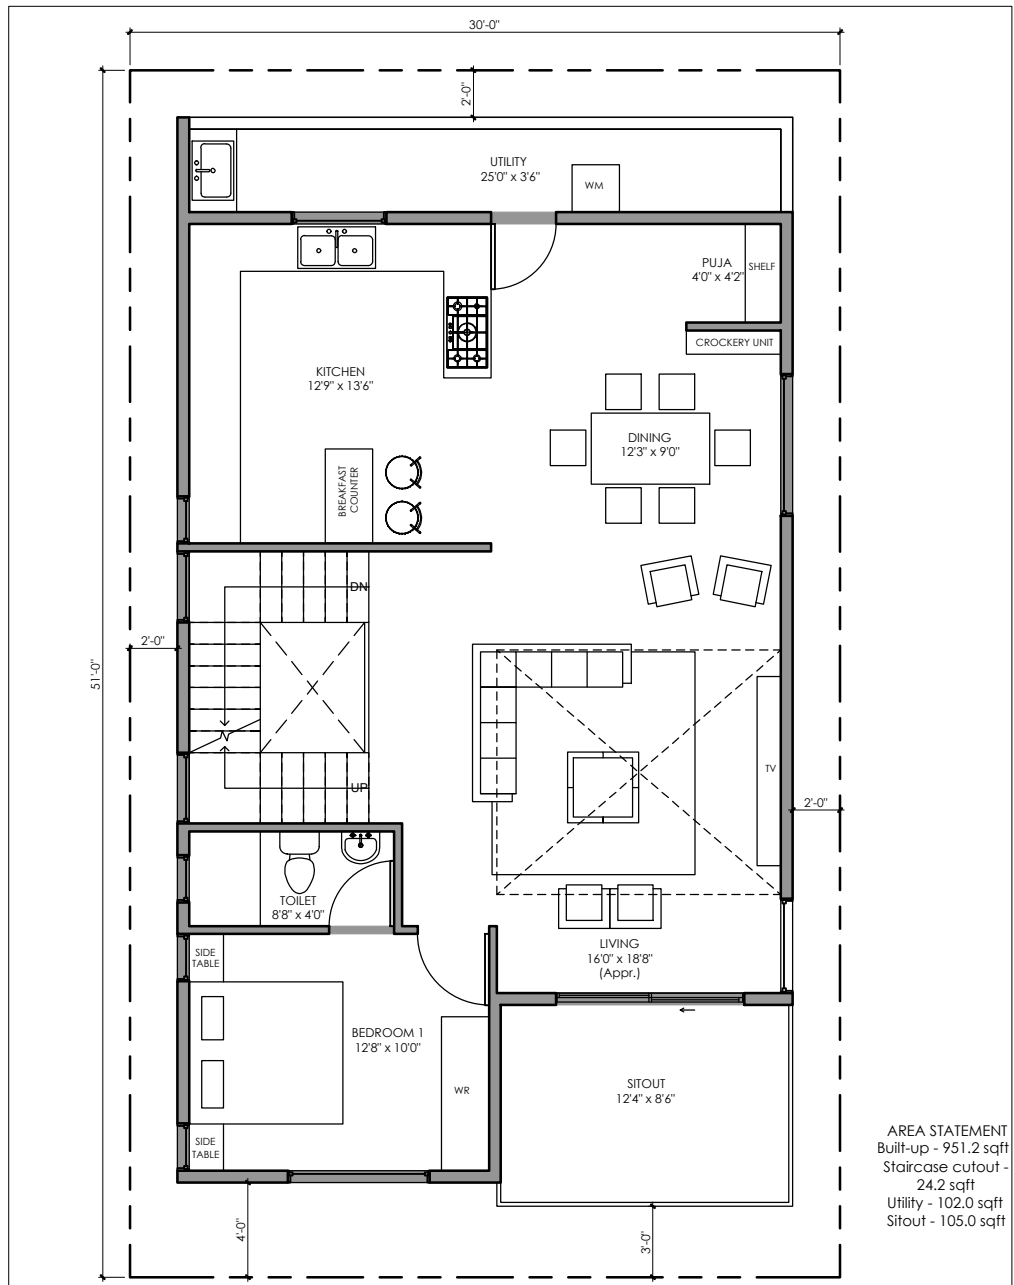 30'-0"
2'-0"
UTILITY
25'0" x 3'6"
WM
PUJA
4'0" x 4'2"
SHELF
CROCKERY UNIT
KITCHEN
12'9" x 13'6"
DINING
12'3" x 9'0"
BREAKFAST
COUNTER
DN
2'-0"
51'-0"
UP
TV
2'-0"
TOILET
8'8" x 4'0"
LIVING
16'0" x 18'8"
(Appr.)
SIDE
TABLE
BEDROOM 1
12'8" x 10'0"
WR
SITOUT
12'4" x 8'6"
SIDE
TABLE
4'-0"
3'-0"
AREA STATEMENT
Built-up - 951.2 sqft
Staircase cutout -
24.2 sqft
Utility - 102.0 sqft
Sitout - 105.0 sqft